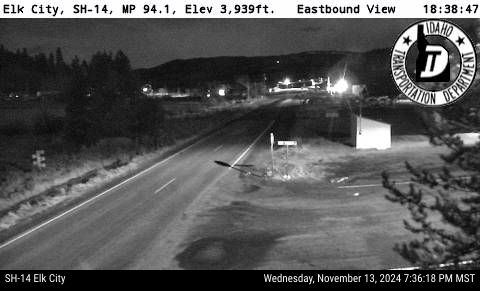 Elk City, SH-14, MP 94.1, Elev 3,939ft. Eastbound View 18:38:47
IDAHO
TRANSPORTATION DEPARTMENT
SH-14 Elk City Wednesday, November 13, 2024 7:36:18 PM MST